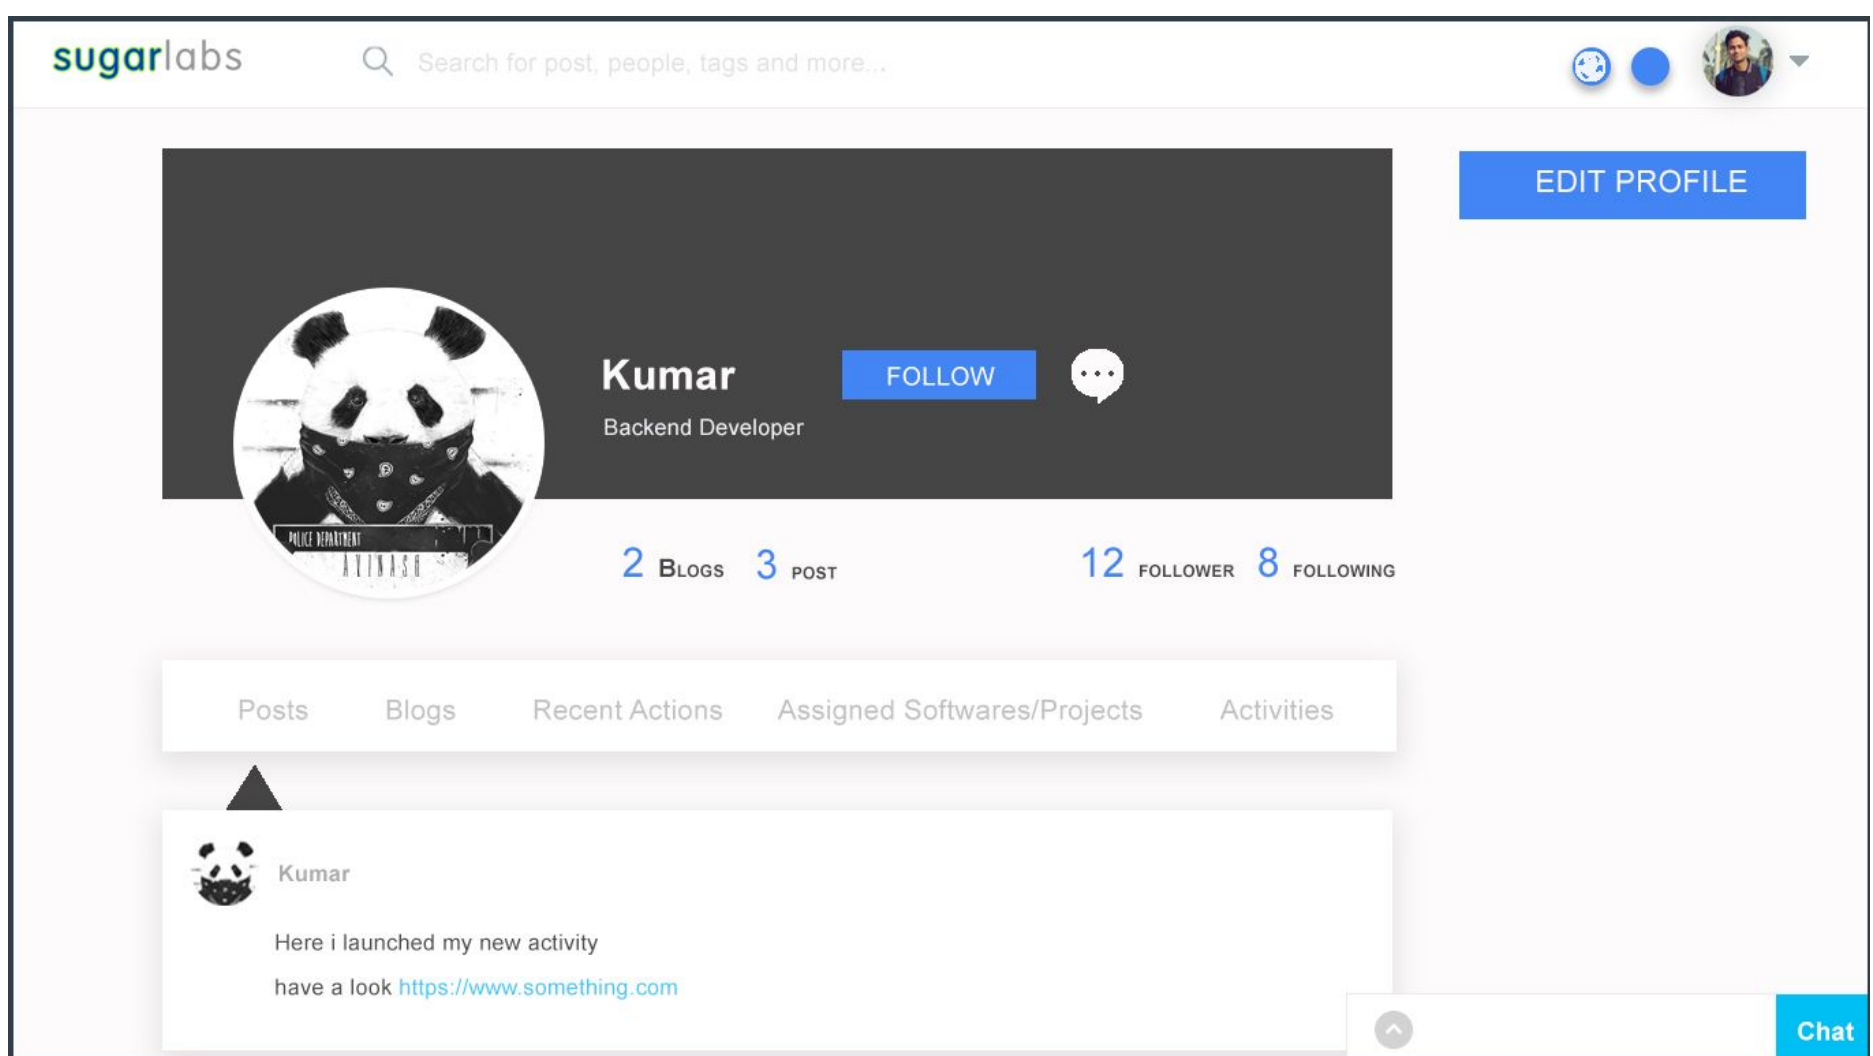 sugarlabs
Search for post, people, tags and more...
EDIT PROFILE
Kumar
FOLLOW
Backend Developer
POLICE DEPARTMENT
AVINASH
2 Blogs 3 post
12 follower 8 following
Posts Blogs Recent Actions Assigned Softwares/Projects Activities
Kumar
Here i launched my new activity
have a look https://www.something.com
Chat